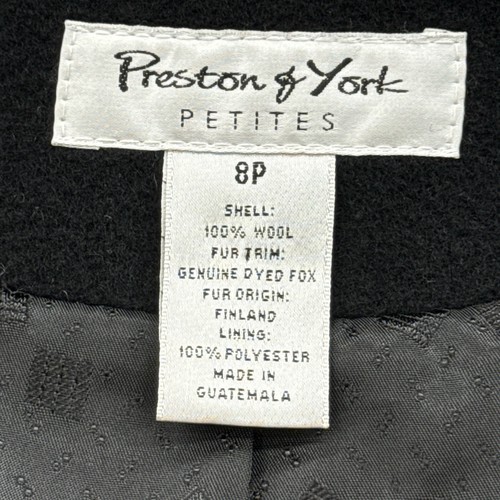 Preston & York
PETITES
8P
SHELL:
100% WOOL
FUR TRIM:
GENUINE DYED FOX
FUR ORIGIN:
FINLAND
LINING:
100% POLYESTER
MADE IN
GUATEMALA